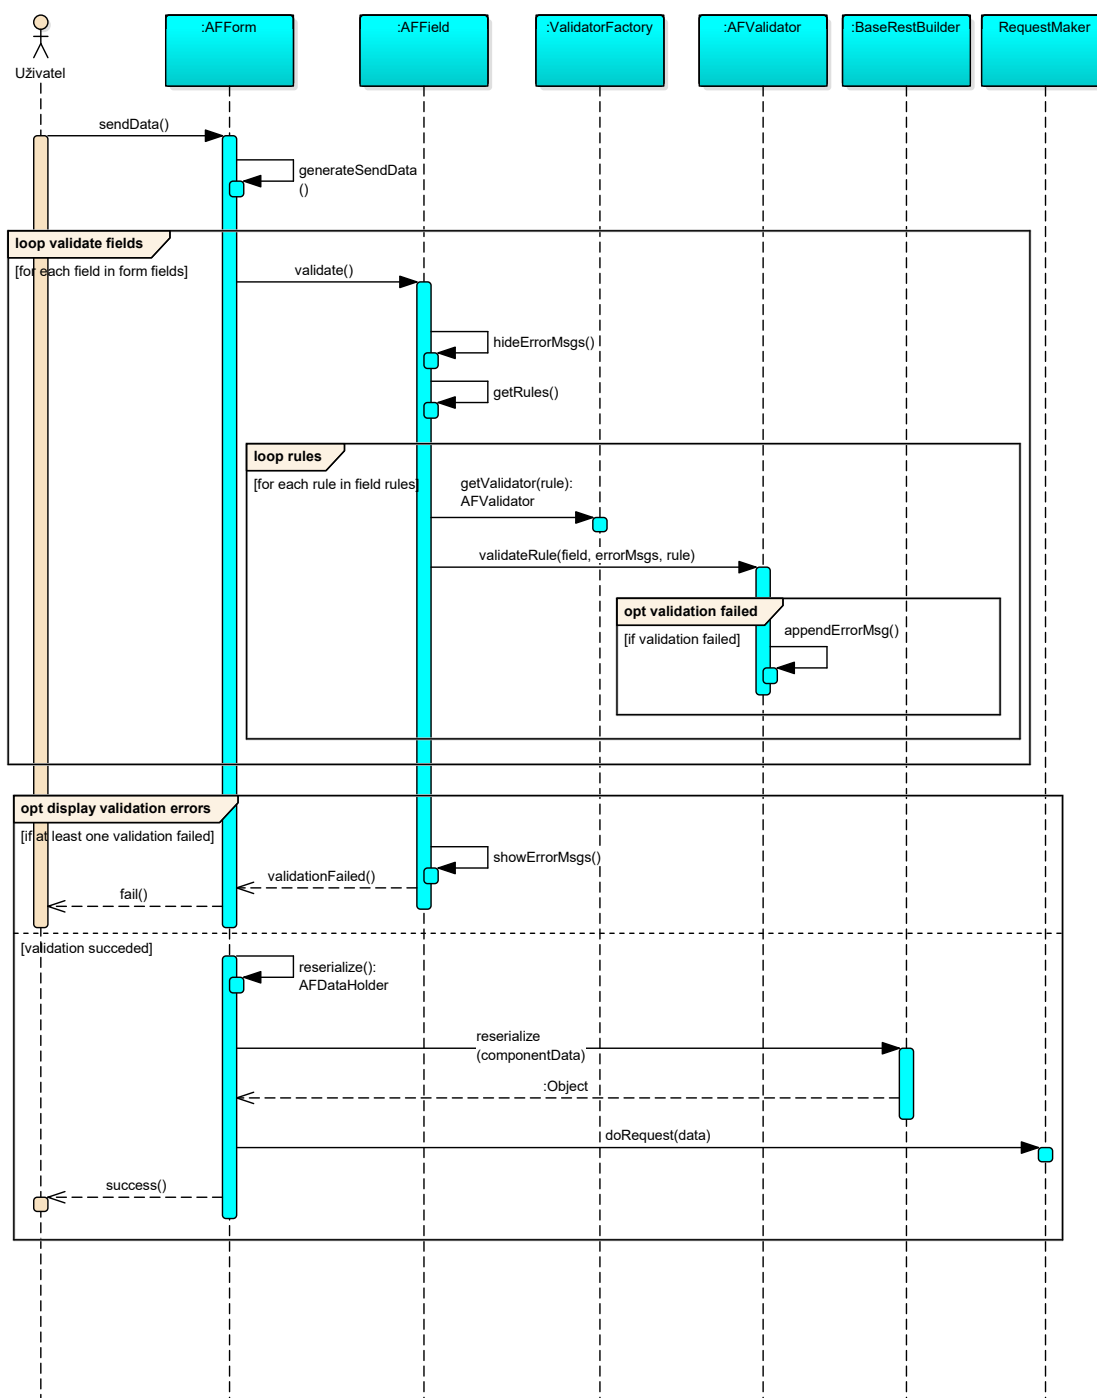 :AFForm
:AFField
:ValidatorFactory
:AFValidator
:BaseRestBuilder
RequestMaker
Uživatel
sendData()
generateSendData
()
loop validate fields
[for each field in form fields]
validate()
hideErrorMsgs()
getRules()
loop rules
[for each rule in field rules]
getValidator(rule):
AFValidator
validateRule(field, errorMsgs, rule)
opt validation failed
[if validation failed]
appendErrorMsg()
opt display validation errors
[if at least one validation failed]
showErrorMsgs()
validationFailed()
fail()
[validation succeded]
reserialize():
AFDataHolder
reserialize
(componentData)
:Object
doRequest(data)
success()